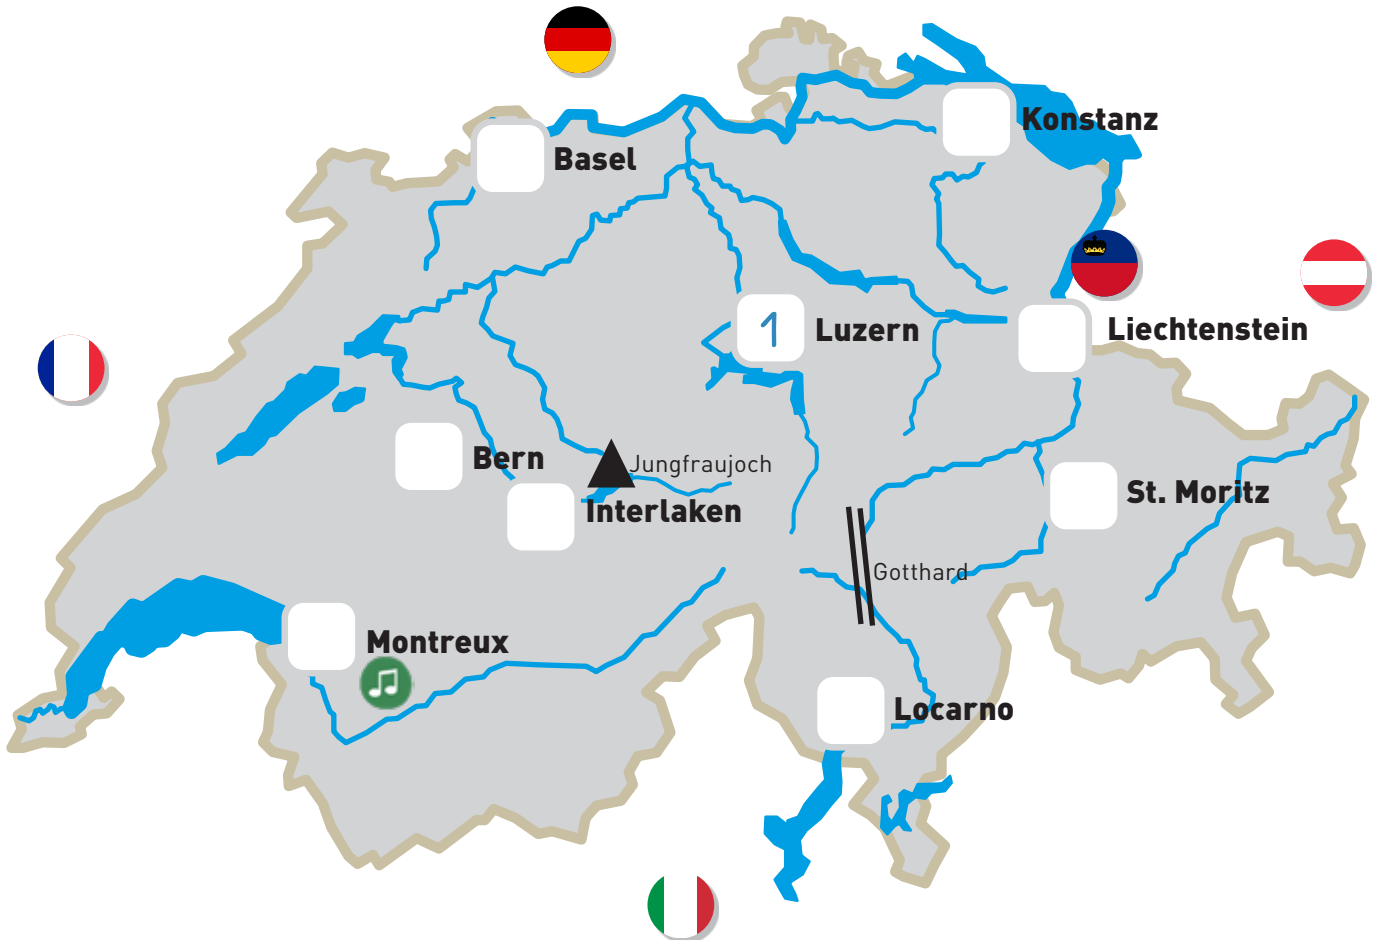 Konstanz
Basel
1
Luzern
Liechtenstein
Bern
Jungfraujoch
St. Moritz
Interlaken
Gotthard
Montreux
Locarno